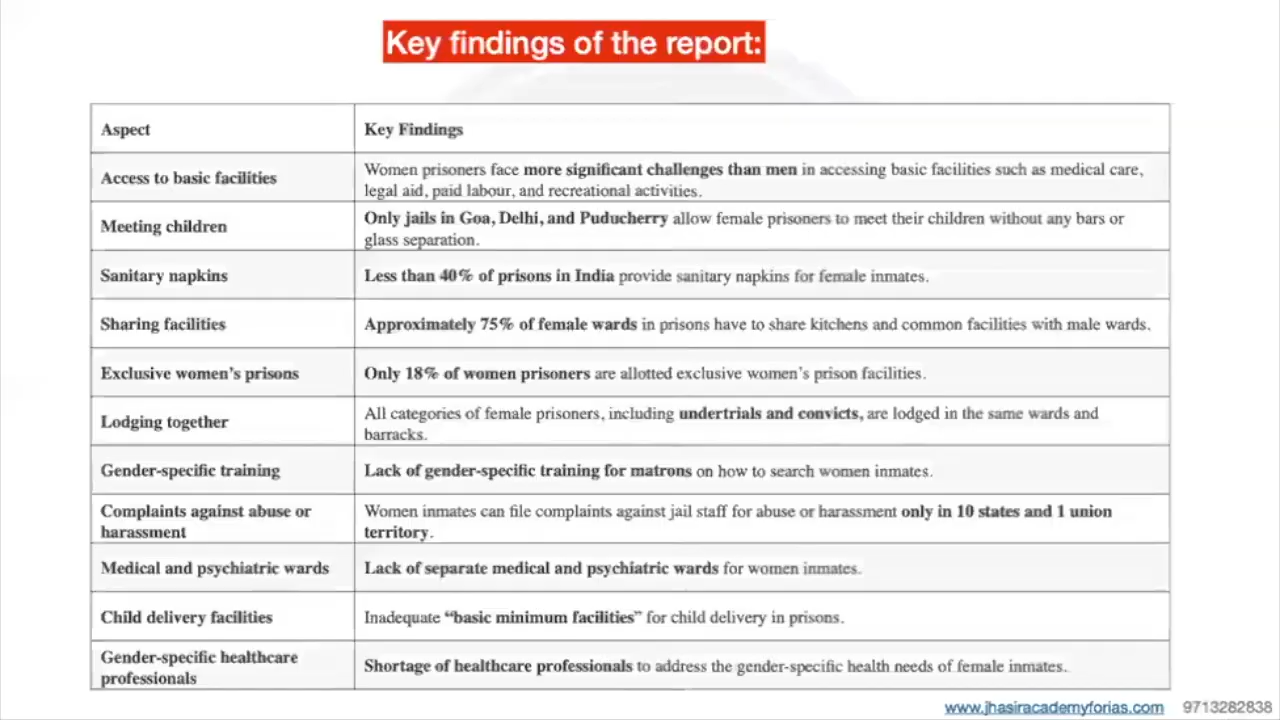 Key findings of the report:
Aspect
Key Findings
Access to basic facilities
Women prisoners face more significant challenges than men in accessing basic facilities such as medical care,
legal aid, paid labour, and recreational activities.
Meeting children
Only jails in Goa, Delhi, and Puducherry allow female prisoners to meet their children without any bars or
glass separation.
Sanitary napkins
Less than 40% of prisons in India provide sanitary napkins for female inmates.
Sharing facilities
Approximately 75% of female wards in prisons have to share kitchens and common facilities with male wards.
Exclusive women's prisons
Only 18% of women prisoners are allotted exclusive women's prison facilities.
Lodging together
All categories of female prisoners, including undertrials and convicts, are lodged in the same wards and
barracks.
Gender-specific training
Lack of gender-specific training for matrons on how to search women inmates.
Complaints against abuse or
harassment
Women inmates can file complaints against jail staff for abuse or harassment only in 10 states and 1 union
territory.
Medical and psychiatric wards
Lack of separate medical and psychiatric wards for women inmates.
Child delivery facilities
Inadequate “basic minimum facilities” for child delivery in prisons.
Gender-specific healthcare
professionals
Shortage of healthcare professionals to address the gender-specific health needs of female inmates.
www.jhasiracademyforias.com 9713282838